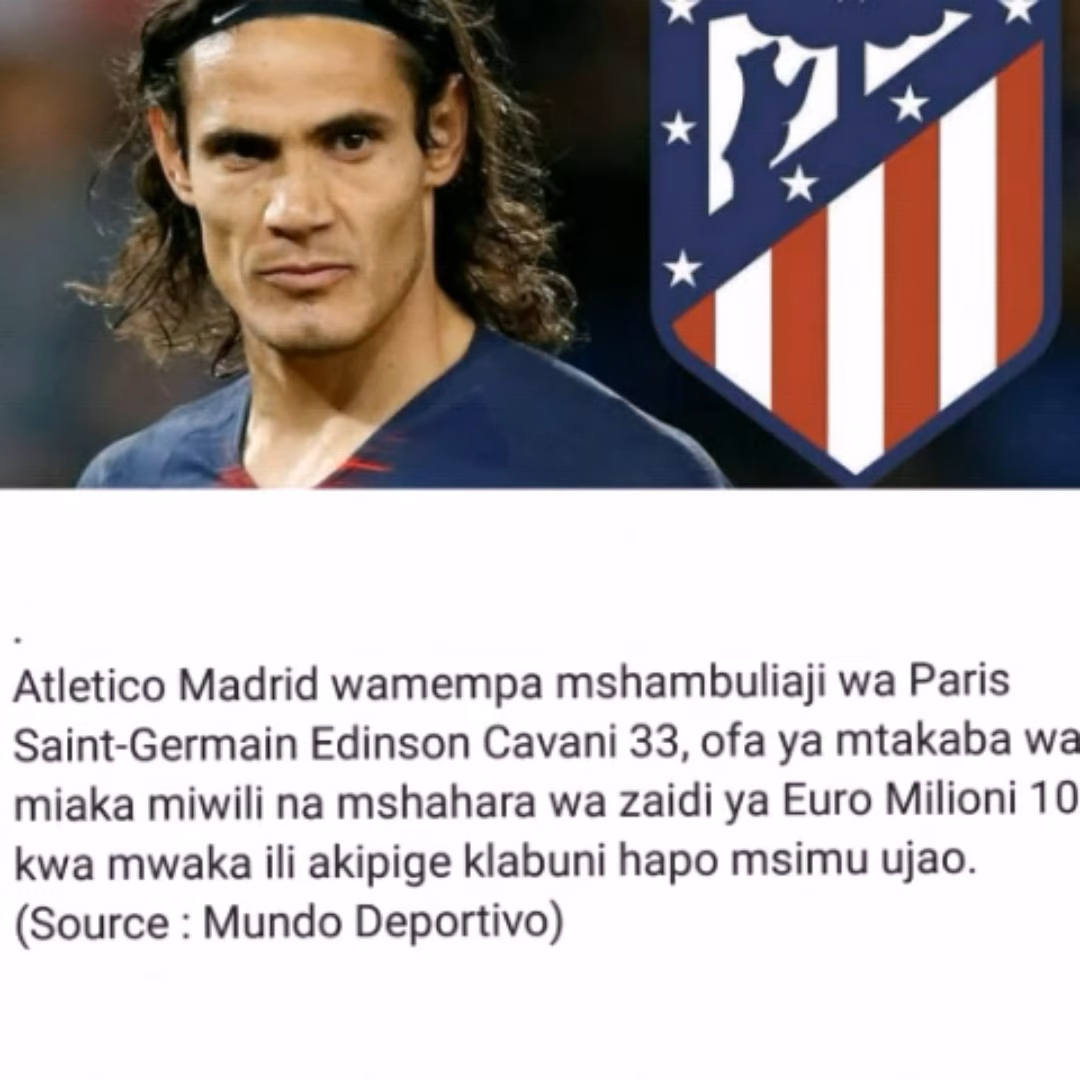 .
Atletico Madrid wamempa mshambuliaji wa Paris
Saint-Germain Edinson Cavani 33, ofa ya mtakaba wa
miaka miwili na mshahara wa zaidi ya Euro Milioni 10
kwa mwaka ili akipige klabuni hapo msimu ujao.
(Source : Mundo Deportivo)